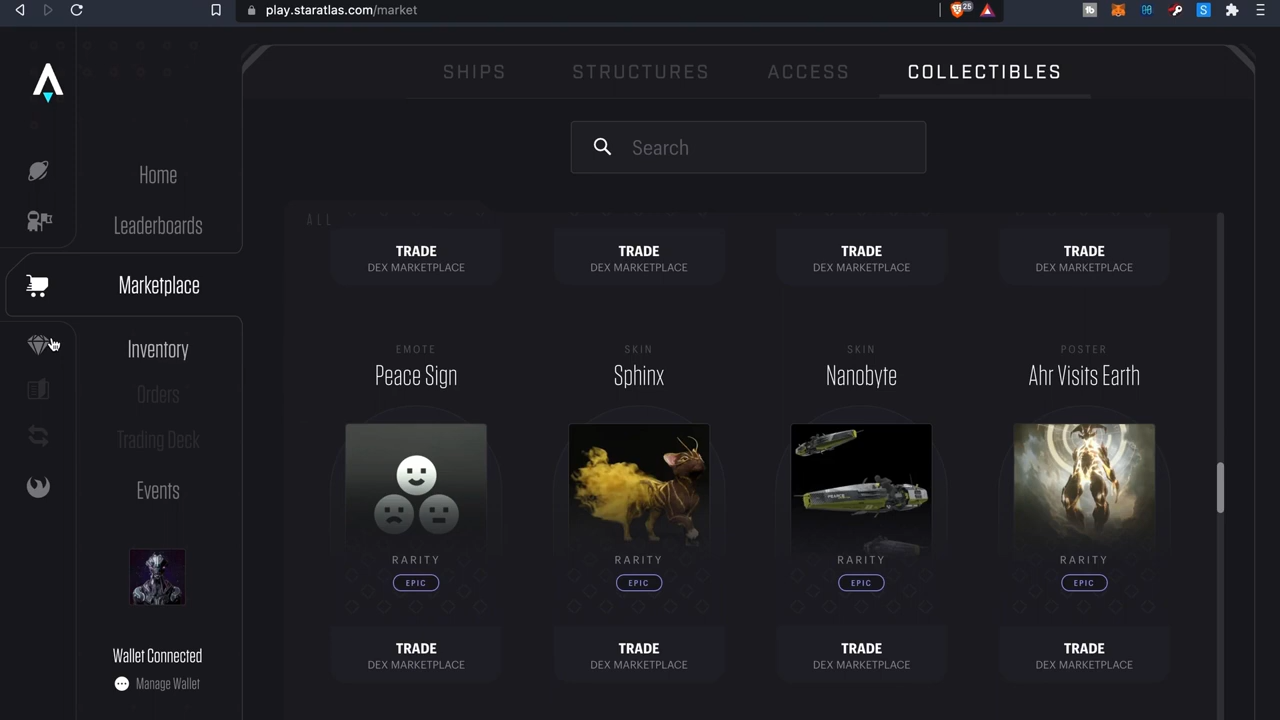 play.staratlas.com/market
25
SHIPS
STRUCTURES
ACCESS
COLLECTIBLES
Search
Home
Leaderboards
Marketplace
Inventory
Orders
Trading Deck
Events
Wallet Connected
Manage Wallet
ALL
TRADE
DEX MARKETPLACE
TRADE
DEX MARKETPLACE
TRADE
DEX MARKETPLACE
TRADE
DEX MARKETPLACE
EMOTE
Peace Sign
RARITY
EPIC
TRADE
DEX MARKETPLACE
SKIN
Sphinx
RARITY
EPIC
TRADE
DEX MARKETPLACE
SKIN
Nanobyte
RARITY
EPIC
TRADE
DEX MARKETPLACE
POSTER
Ahr Visits Earth
RARITY
EPIC
TRADE
DEX MARKETPLACE